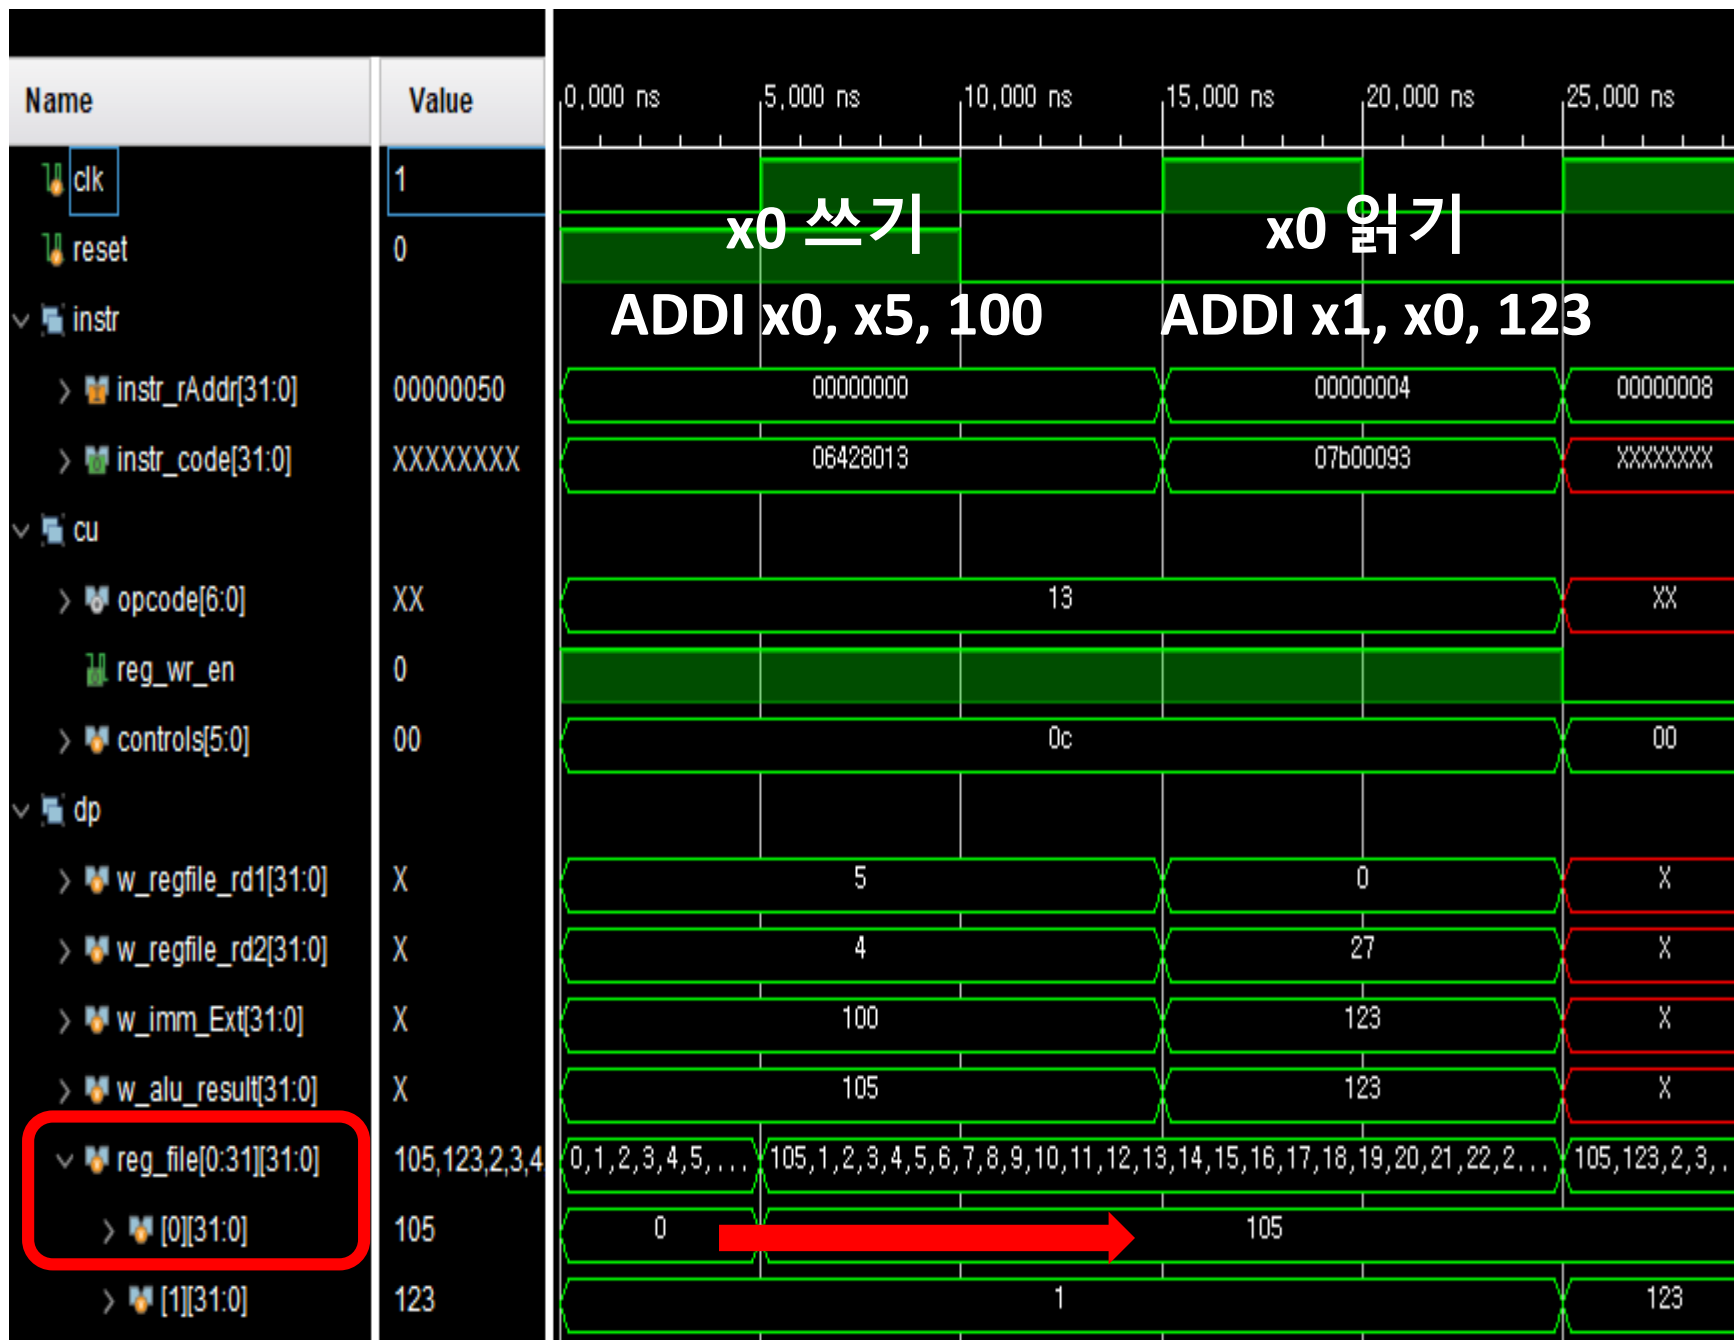 Name Value 0,000 ns 5,000 ns 10,000 ns 15,000 ns 20,000 ns 25,000 ns
clk 1
x0 쓰기 x0 읽기
reset 0
instr ADDI x0, x5, 100 ADDI x1, x0, 123
instr_rAddr[31:0] 00000050 00000000 00000004 00000008
instr_code[31:0] XXXXXXXX 06428013 07b00093 XXXXXXXX
cu
opcode[6:0] XX 13 XX
reg_wr_en 0
controls[5:0] 00 0c 00
dp
w_regfile_rd1[31:0] X 5 0 X
w_regfile_rd2[31:0] X 4 27 X
w_imm_Ext[31:0] X 100 123 X
w_alu_result[31:0] X 105 123 X
reg_file[0:31][31:0] 105,123,2,3,4 0,1,2,3,4,5,... 105,1,2,3,4,5,6,7,8,9,10,11,12,13,14,15,16,17,18,19,20,21,22,2... 105,123,2,3,.
[0][31:0] 105 0 105
[1][31:0] 123 1 123